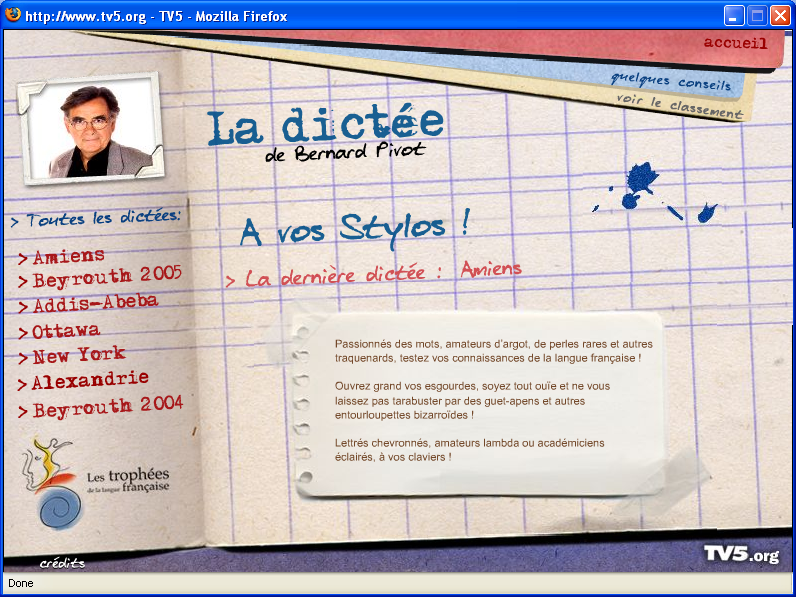 http://www.tv5.org - TV5 - Mozilla Firefox
accueil
quelques conseils
voir le classement
La dictée
de Bernard Pivot
> Toutes les dictées:
> Amiens
> Beyrouth 2005
> Addis-Abeba
> Ottawa
> New York
> Alexandrie
> Beyrouth 2004
A vos Stylos !
> La dernière dictée : Amiens
Passionnés des mots, amateurs d'argot, de perles rares et autres
traquenards, testez vos connaissances de la langue française !
Ouvrez grand vos esgourdes, soyez tout ouïe et ne vous
laissez pas tarabuster par des guet-apens et autres
entourloupettes bizarroïdes !
Lettrés chevronnés, amateurs lambda ou académiciens
éclairés, à vos claviers !
Les trophées
de la langue française
crédits
TV5.org
Done